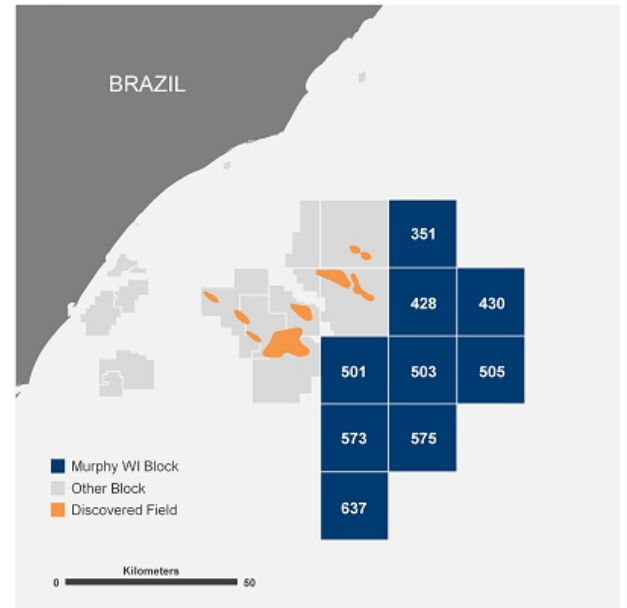 BRAZIL
351
428 430
501 503 505
573 575
637
Murphy WI Block
Other Block
Discovered Field
Kilometers
0 50